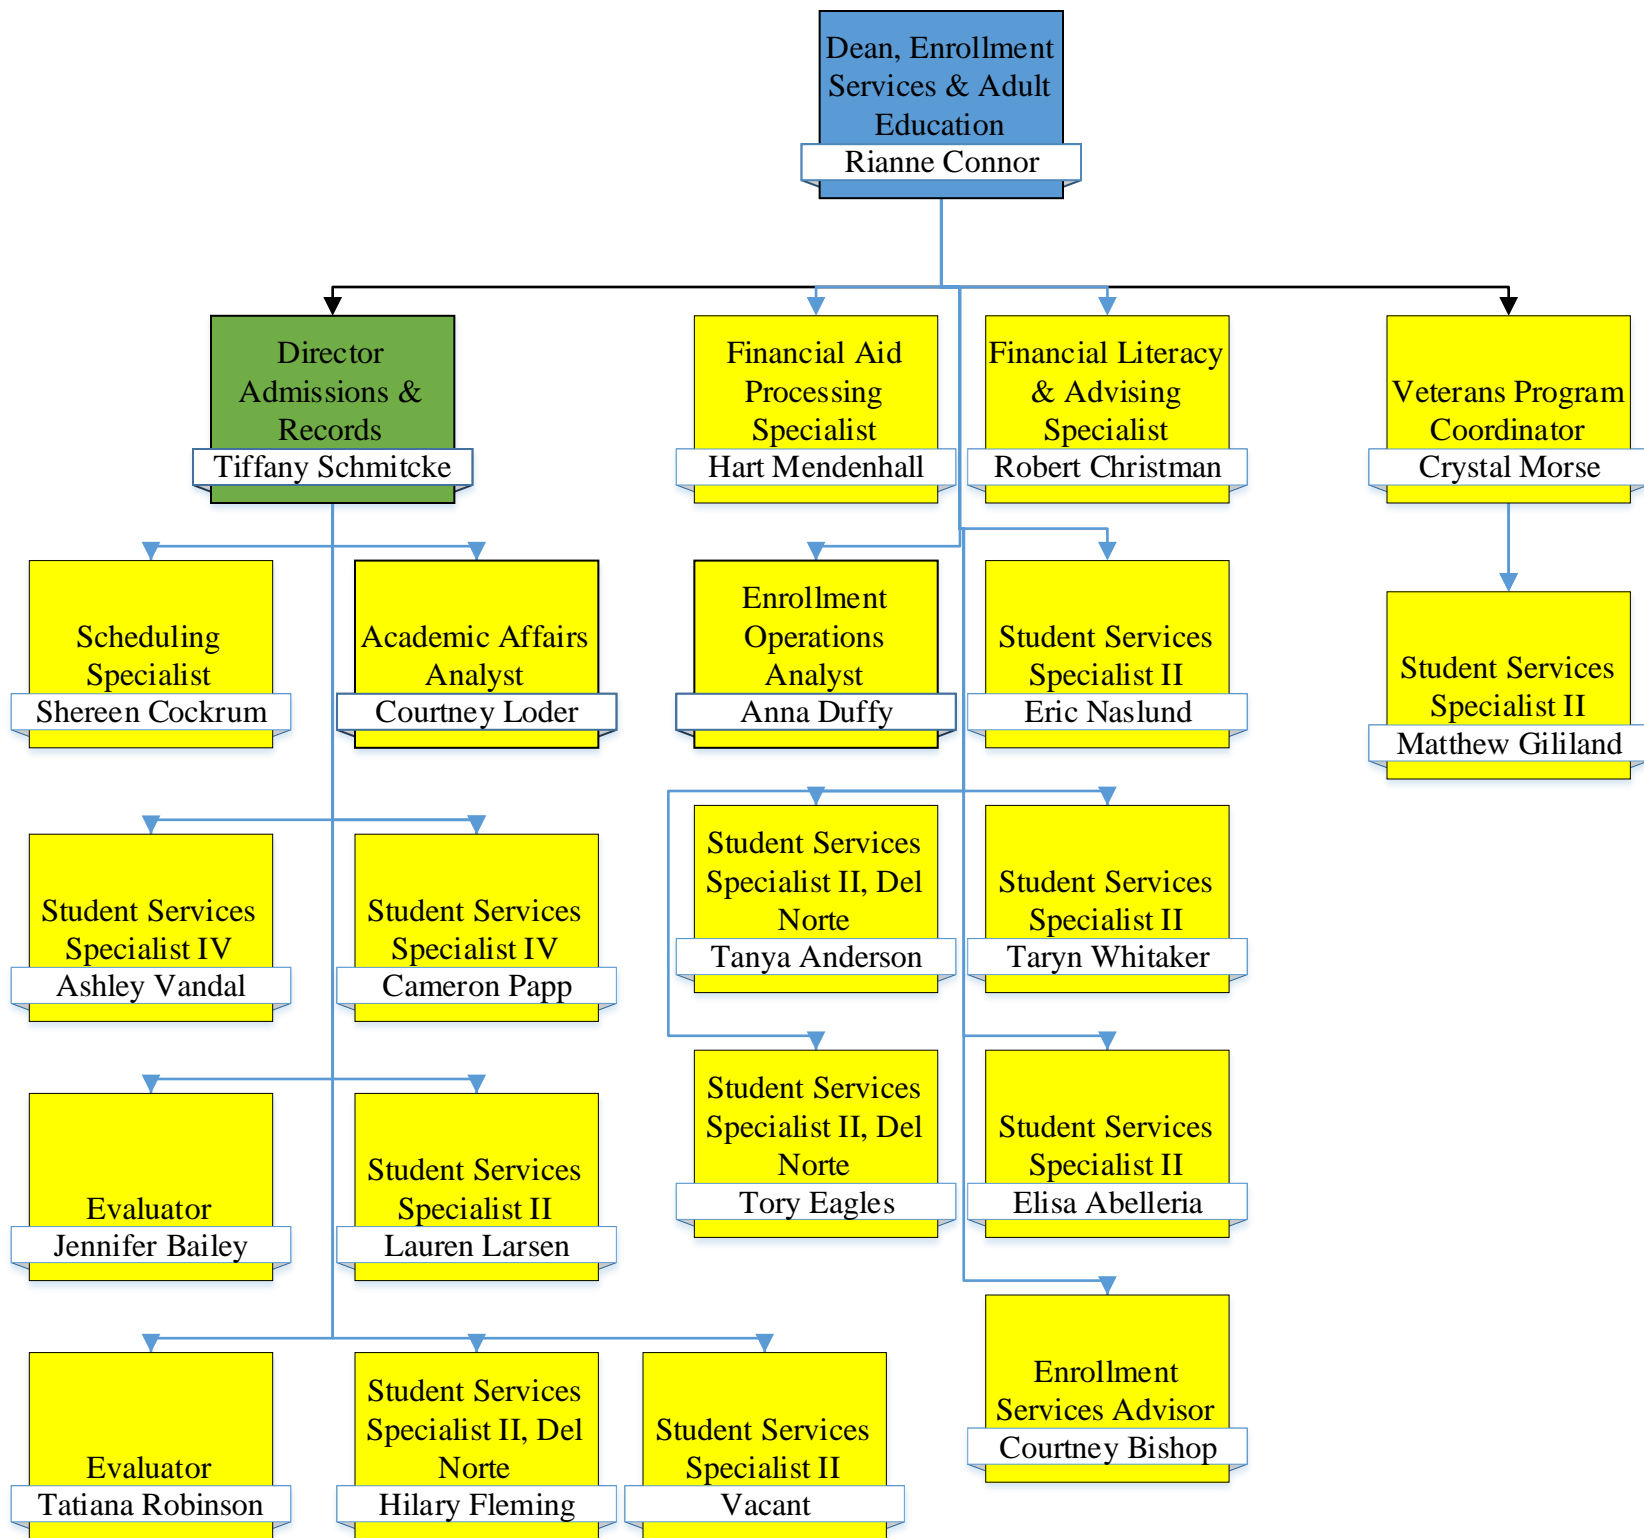 Dean, Enrollment
Services & Adult
Education
Rianne Connor
Director
Admissions &
Records
Tiffany Schmitcke
Financial Aid
Processing
Specialist
Hart Mendenhall
Financial Literacy
& Advising
Specialist
Robert Christman
Veterans Program
Coordinator
Crystal Morse
Scheduling
Specialist
Shereen Cockrum
Academic Affairs
Analyst
Courtney Loder
Enrollment
Operations
Analyst
Anna Duffy
Student Services
Specialist II
Eric Naslund
Student Services
Specialist II
Matthew Gililand
Student Services
Specialist IV
Ashley Vandal
Student Services
Specialist IV
Cameron Papp
Student Services
Specialist II, Del
Norte
Tanya Anderson
Student Services
Specialist II
Taryn Whitaker
Evaluator
Jennifer Bailey
Student Services
Specialist II
Lauren Larsen
Student Services
Specialist II, Del
Norte
Tory Eagles
Student Services
Specialist II
Elisa Abelleria
Evaluator
Tatiana Robinson
Student Services
Specialist II, Del
Norte
Hilary Fleming
Student Services
Specialist II
Vacant
Enrollment
Services Advisor
Courtney Bishop